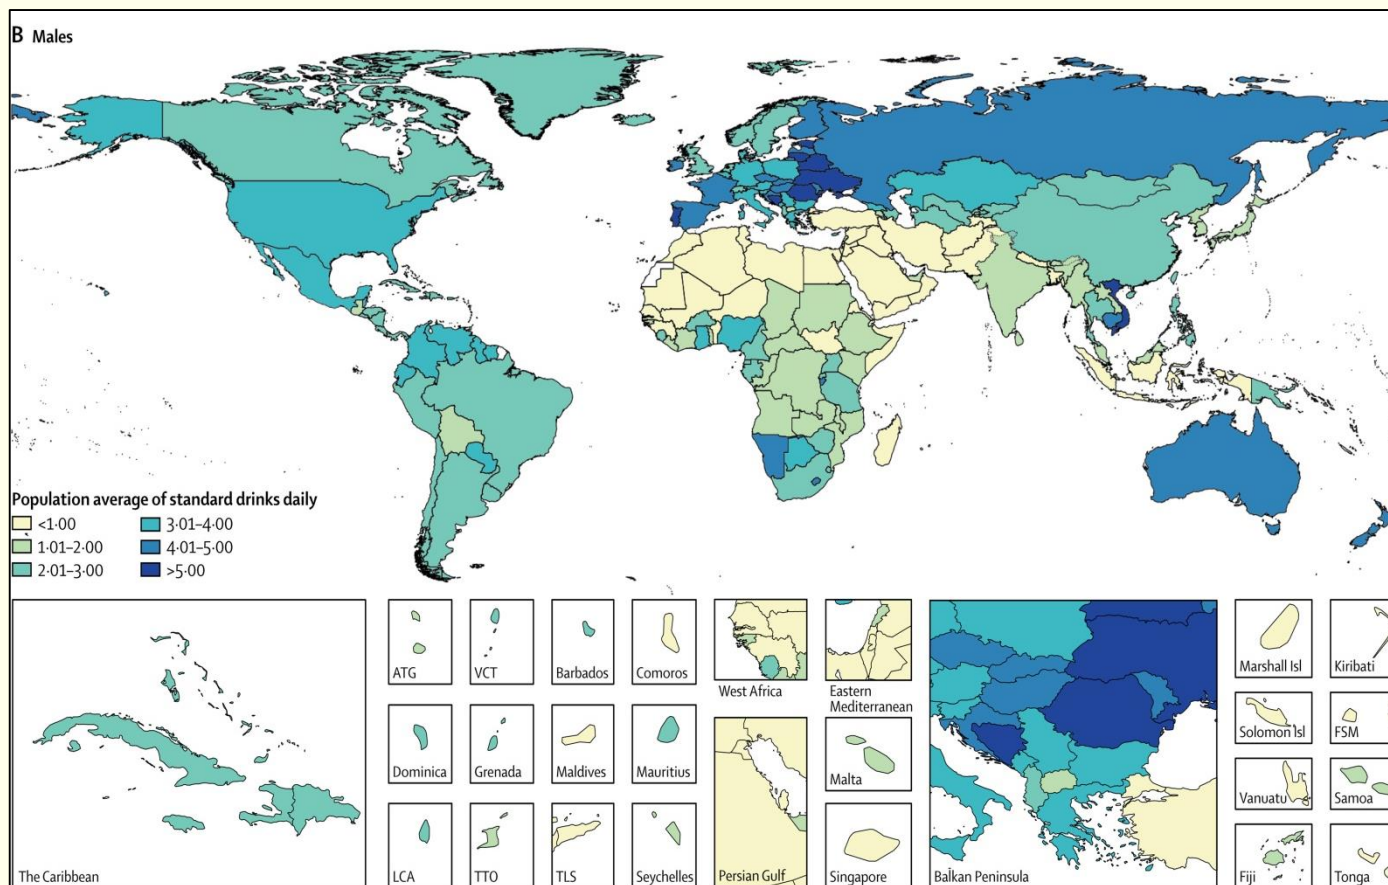 B Males
Population average of standard drinks daily
<1·00
1·01–2·00
2·01–3·00
3·01–4·00
4·01–5·00
>5·00
The Caribbean
ATG
VCT
Barbados
Comoros
Dominica
Grenada
Maldives
Mauritius
LCA
TTO
TLS
Seychelles
West Africa
Eastern
Mediterranean
Persian Gulf
Malta
Singapore
Balkan Peninsula
Marshall Isl
Kiribati
Solomon Isl
FSM
Vanuatu
Samoa
Fiji
Tonga